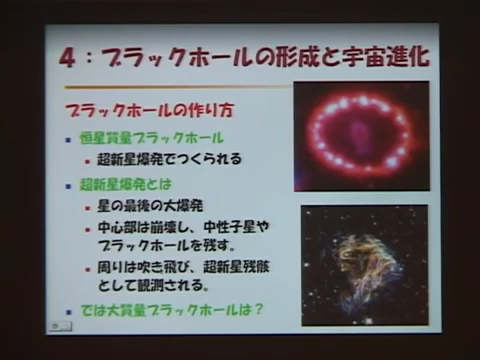 4：ブラックホールの形成と宇宙進化
ブラックホールの作り方
恒星質量ブラックホール
超新星爆発でつくられる
超新星爆発とは
星の最後の大爆発
中心部は崩壊し、中性子星や
ブラックホールを残す。
周りは吹き飛び、超新星残骸
として観測される。
では大質量ブラックホールは？